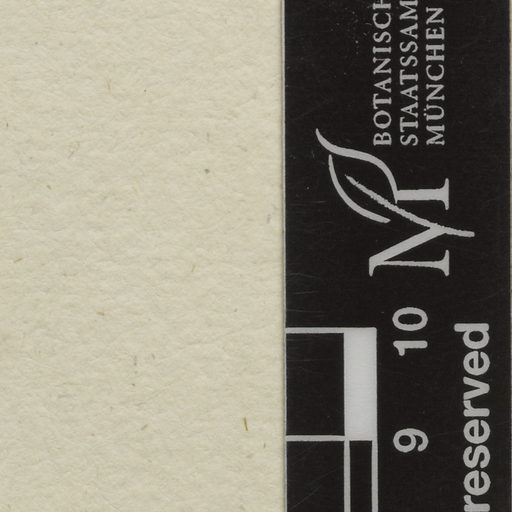 BOTANISCH
STAATSSAM
MÜNCHEN
M
10
9
reserved